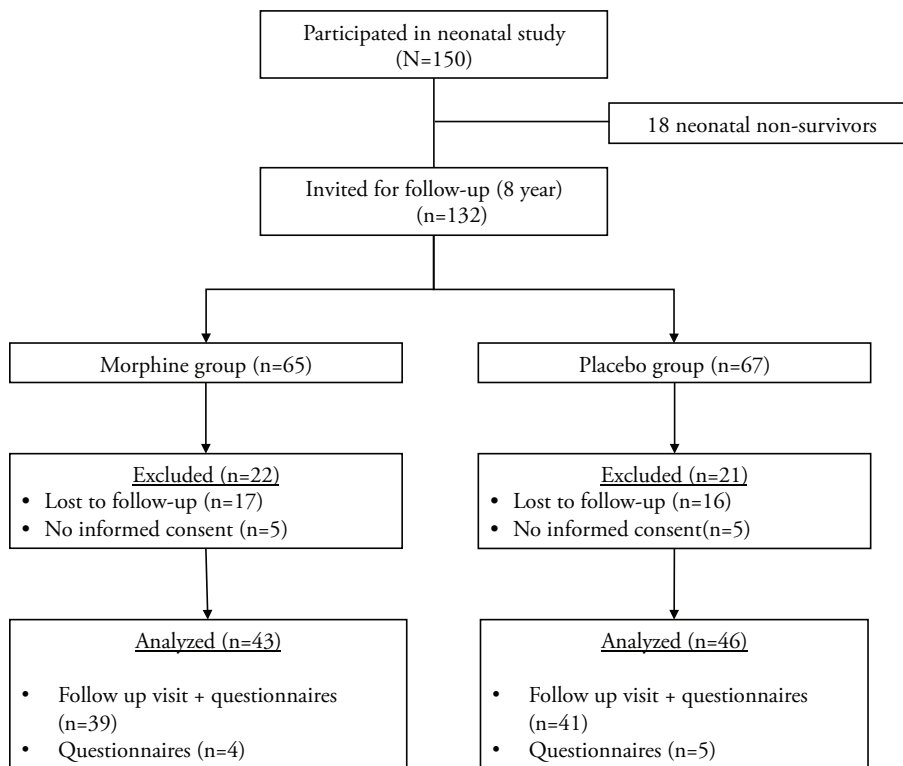 Participated in neonatal study
(N=150)
18 neonatal non-survivors
Invited for follow-up (8 year)
(n=132)
Morphine group (n=65)
Placebo group (n=67)
Excluded (n=22)
• Lost to follow-up (n=17)
• No informed consent (n=5)
Excluded (n=21)
• Lost to follow-up (n=16)
• No informed consent(n=5)
Analyzed (n=43)
• Follow up visit + questionnaires
(n=39)
• Questionnaires (n=4)
Analyzed (n=46)
• Follow up visit + questionnaires
(n=41)
• Questionnaires (n=5)